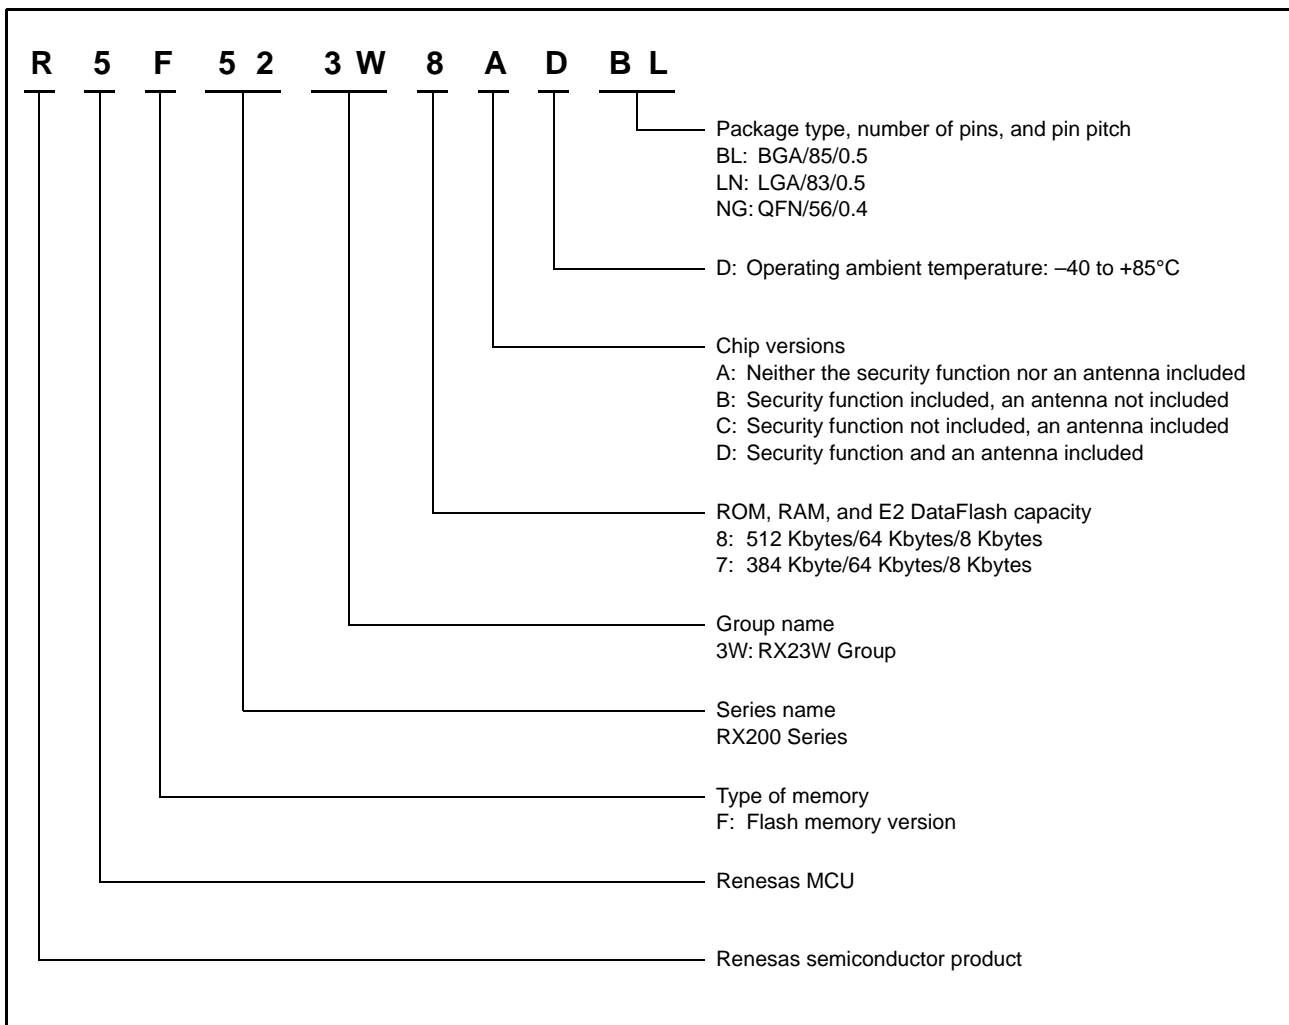 R 5 F 5 2 3 W 8 A D B L
Package type, number of pins, and pin pitch
BL: BGA/85/0.5
LN: LGA/83/0.5
NG: QFN/56/0.4
D: Operating ambient temperature: –40 to +85°C
Chip versions
A: Neither the security function nor an antenna included
B: Security function included, an antenna not included
C: Security function not included, an antenna included
D: Security function and an antenna included
ROM, RAM, and E2 DataFlash capacity
8: 512 Kbytes/64 Kbytes/8 Kbytes
7: 384 Kbyte/64 Kbytes/8 Kbytes
Group name
3W: RX23W Group
Series name
RX200 Series
Type of memory
F: Flash memory version
Renesas MCU
Renesas semiconductor product